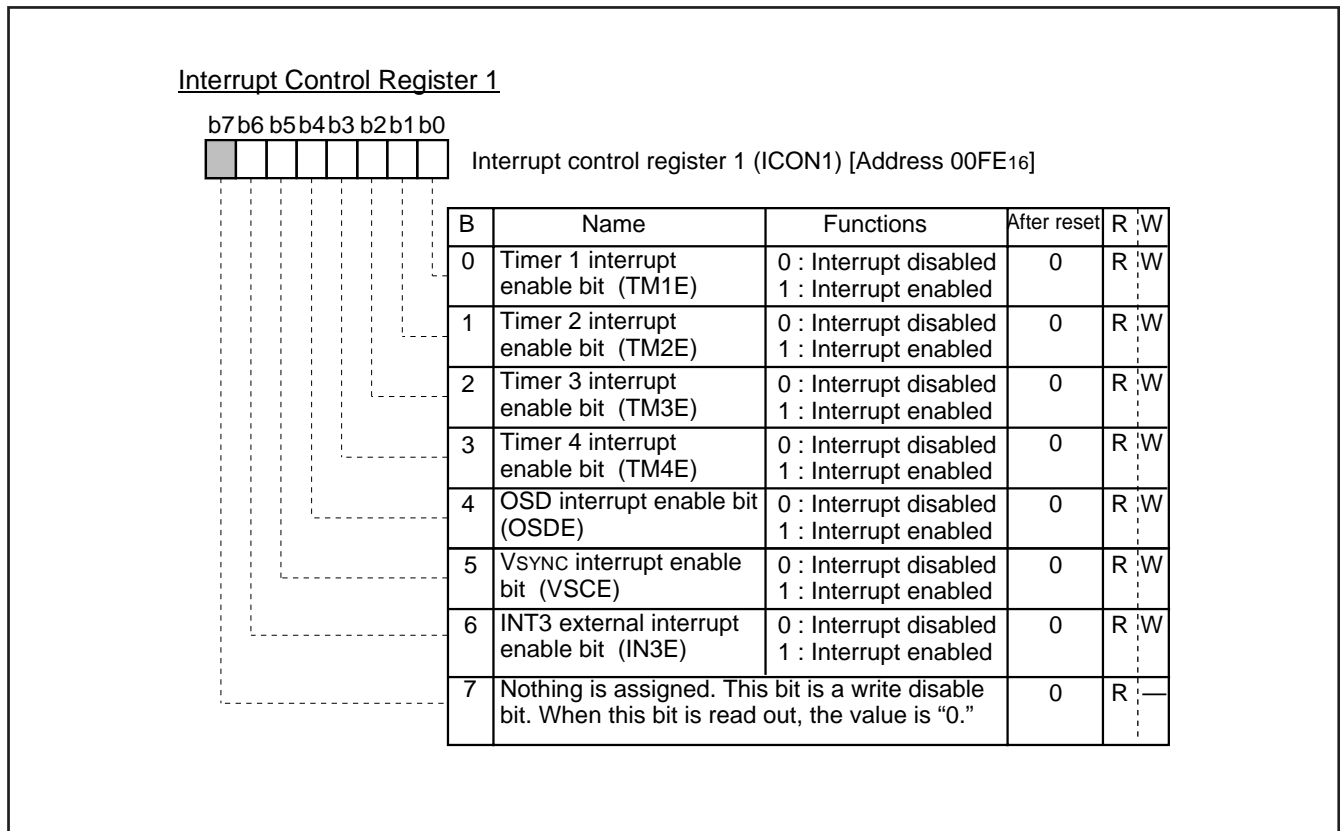 Interrupt Control Register 1
b7 b6 b5 b4 b3 b2 b1 b0
Interrupt control register 1 (ICON1) [Address 00FE16]
B Name Functions After reset R W
0 Timer 1 interrupt enable bit (TM1E) 0 : Interrupt disabled 1 : Interrupt enabled 0 R W
1 Timer 2 interrupt enable bit (TM2E) 0 : Interrupt disabled 1 : Interrupt enabled 0 R W
2 Timer 3 interrupt enable bit (TM3E) 0 : Interrupt disabled 1 : Interrupt enabled 0 R W
3 Timer 4 interrupt enable bit (TM4E) 0 : Interrupt disabled 1 : Interrupt enabled 0 R W
4 OSD interrupt enable bit (OSDE) 0 : Interrupt disabled 1 : Interrupt enabled 0 R W
5 VSYNC interrupt enable bit (VSCE) 0 : Interrupt disabled 1 : Interrupt enabled 0 R W
6 INT3 external interrupt enable bit (IN3E) 0 : Interrupt disabled 1 : Interrupt enabled 0 R W
7 Nothing is assigned. This bit is a write disable bit. When this bit is read out, the value is “0.” 0 R —